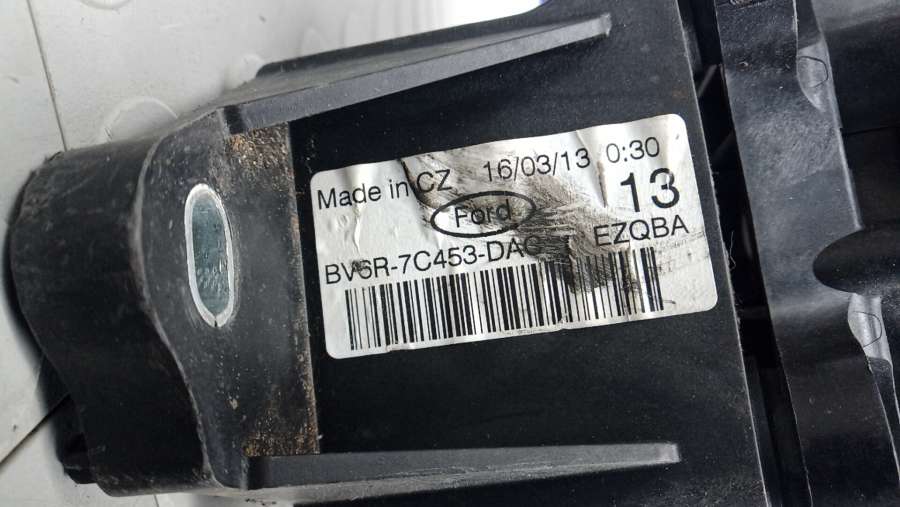 Made in CZ 16/03/13 0:30
Ford 13
BV6R-7C453-DAC EZQBA